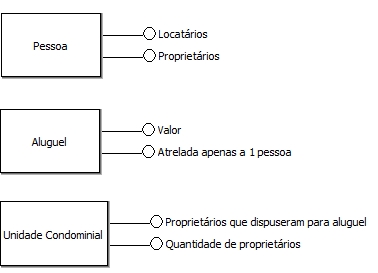 Pessoa
Locatários
Proprietários
Aluguel
Valor
Atrelada apenas a 1 pessoa
Unidade Condominial
Proprietários que dispuseram para aluguel
Quantidade de proprietários